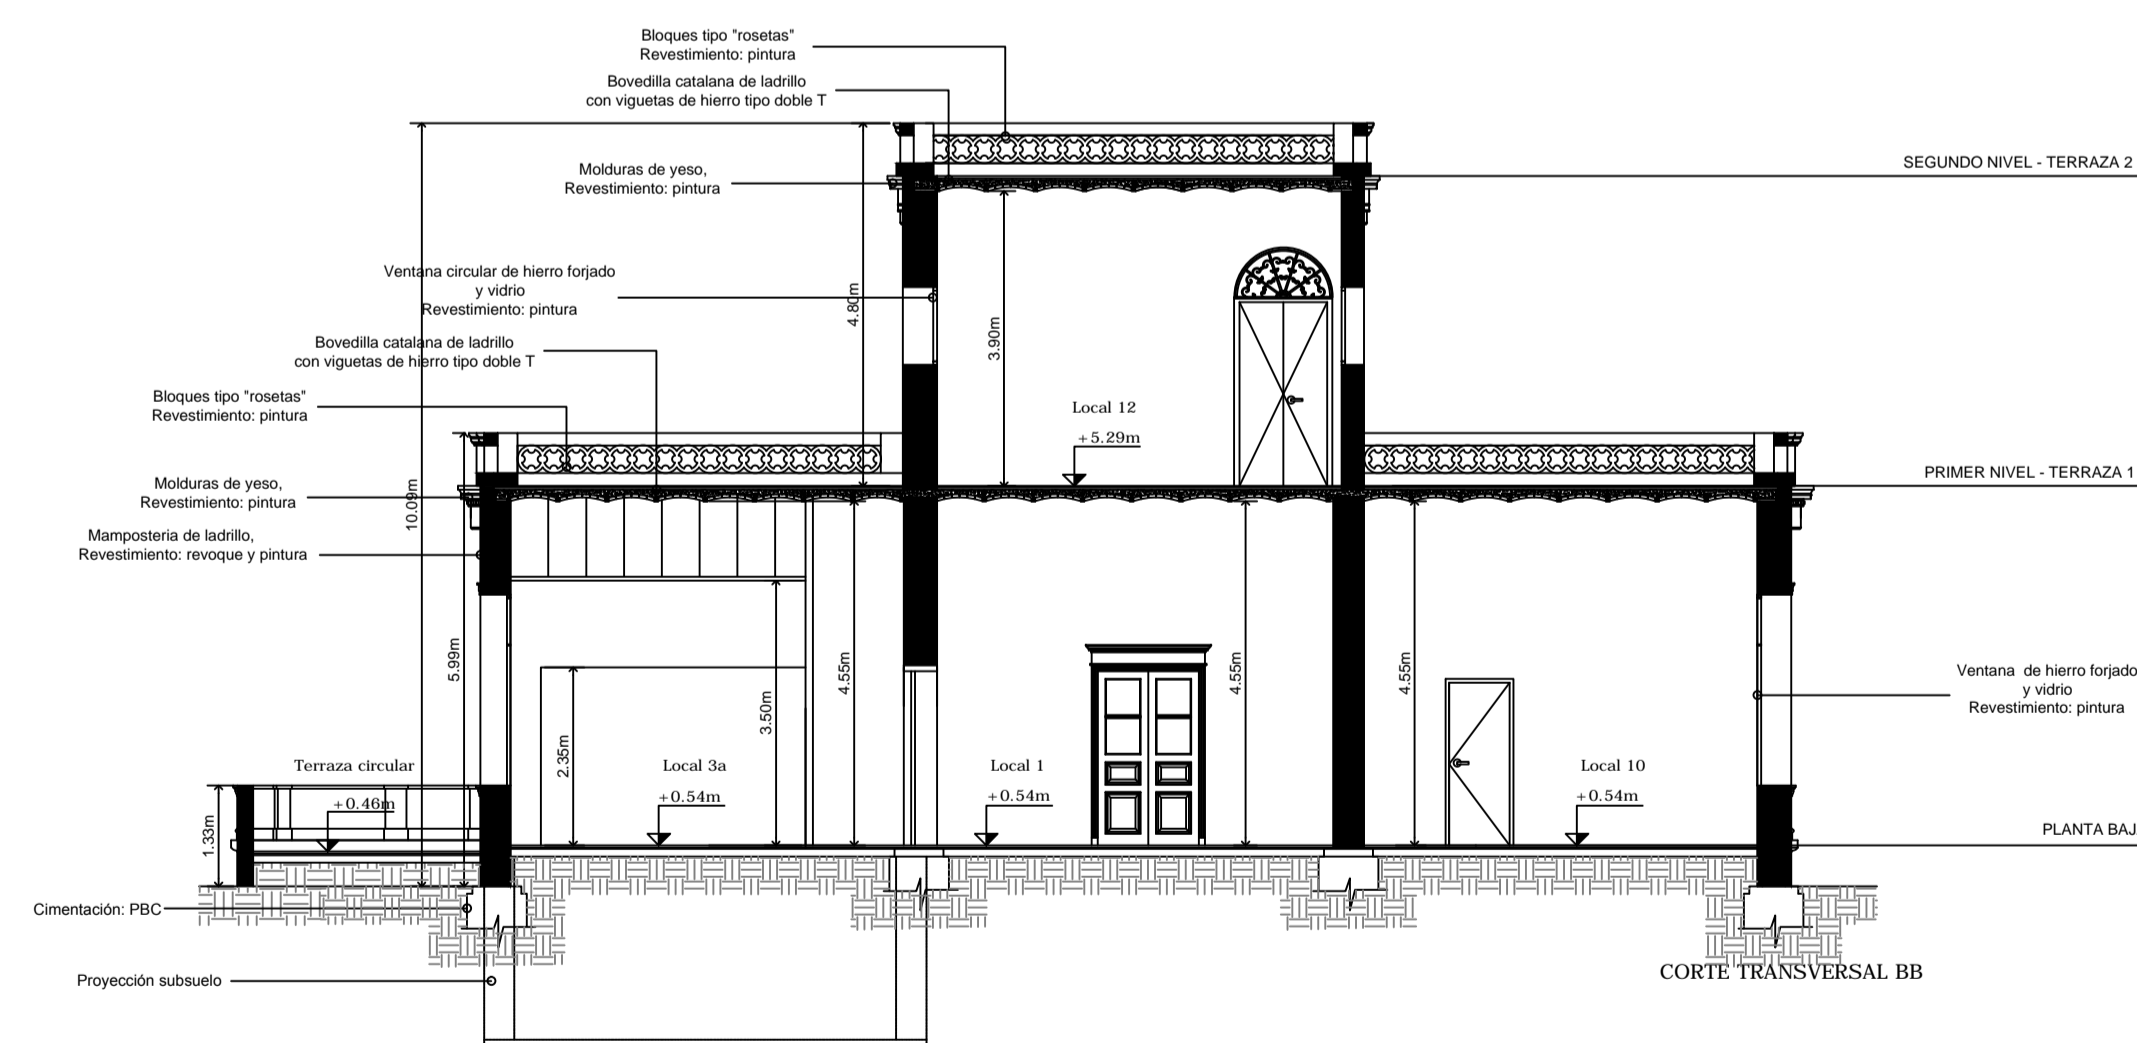 Bloques tipo "rosetas"
Revestimiento: pintura
Bovedilla catalana de ladrillo
con viguetas de hierro tipo doble T
Molduras de yeso,
Revestimiento: pintura
SEGUNDO NIVEL - TERRAZA 2
Ventana circular de hierro forjado
y vidrio
Revestimiento: pintura
4.80m
3.90m
Bovedilla catalana de ladrillo
con viguetas de hierro tipo doble T
Bloques tipo "rosetas"
Revestimiento: pintura
Local 12
+5.29m
PRIMER NIVEL - TERRAZA 1
Molduras de yeso,
Revestimiento: pintura
10.09m
Mamposteria de ladrillo,
Revestimiento: revoque y pintura
5.99m
4.55m
4.55m
4.55m
3.50m
2.35m
Ventana de hierro forjado
y vidrio
Revestimiento: pintura
Terraza circular
+0.46m
Local 3a
+0.54m
Local 1
+0.54m
Local 10
+0.54m
1.33m
PLANTA BAJA
Cimentación: PBC
Proyección subsuelo
CORTE TRANSVERSAL BB